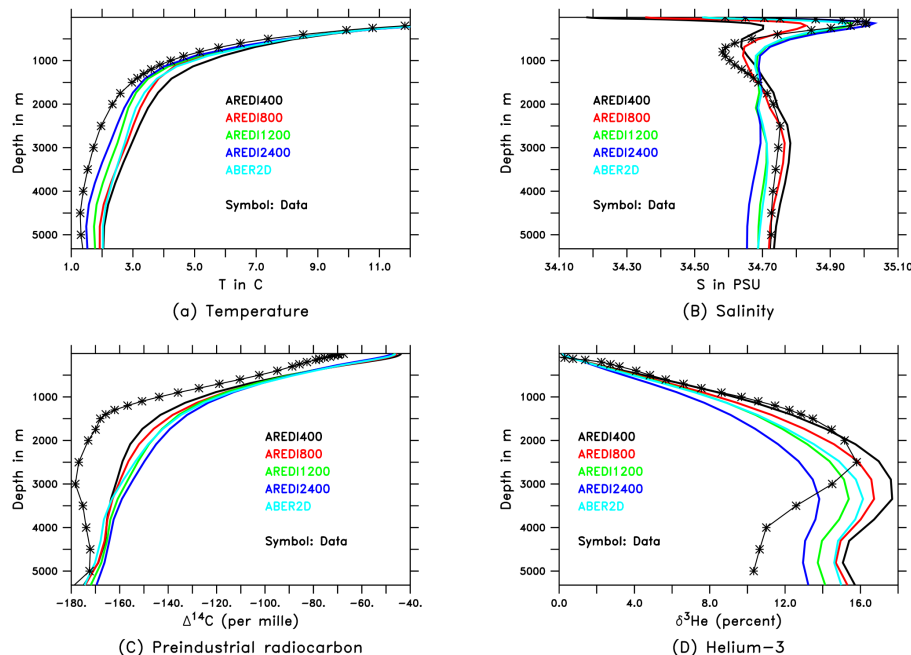 1000
2000
3000
4000
5000
Depth in m
AREDI400
AREDI800
AREDI1200
AREDI2400
ABER2D
Symbol: Data
1.0 3.0 5.0 7.0 9.0 11.0
T in C
(a) Temperature
1000
2000
3000
4000
5000
Depth in m
AREDI400
AREDI800
AREDI1200
AREDI2400
ABER2D
Symbol: Data
34.10 34.30 34.50 34.70 34.90 35.10
S in PSU
(B) Salinity
1000
2000
3000
4000
5000
Depth in m
AREDI400
AREDI800
AREDI1200
AREDI2400
ABER2D
Symbol: Data
-180. -160. -140. -120. -100. -80. -60. -40.
Δ¹⁴C (per mille)
(C) Preindustrial radiocarbon
1000
2000
3000
4000
5000
Depth in m
AREDI400
AREDI800
AREDI1200
AREDI2400
ABER2D
Symbol: Data
0.0 4.0 8.0 12.0 16.0
δ³He (percent)
(D) Helium-3